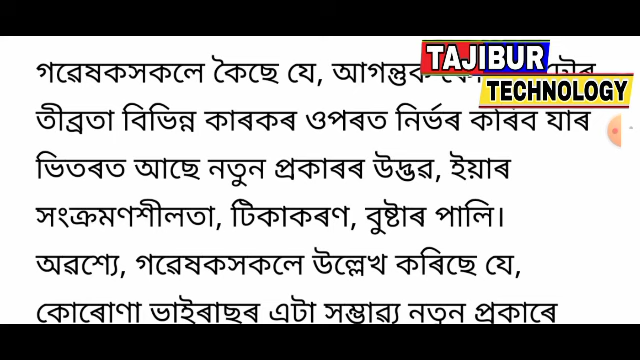 গৱেষকসকলে কৈছে যে, আগন্তুক
TAJIBUR
TECHNOLOGY
তীব্ৰতা বিভিন্ন কাৰকৰ ওপৰত নিৰ্ভৰ কৰিব যাৰ
ভিতৰত আছে নতুন প্ৰকাৰৰ উদ্ভৱ, ইয়াৰ
সংক্ৰমণশীলতা, টিকাকৰণ, বুষ্টাৰ পালি।
অৱশ্যে, গৱেষকসকলে উল্লেখ কৰিছে যে,
কোৰোণা ভাইৰাছৰ এটা সম্ভাৱ্য নতুন প্ৰকাৰে